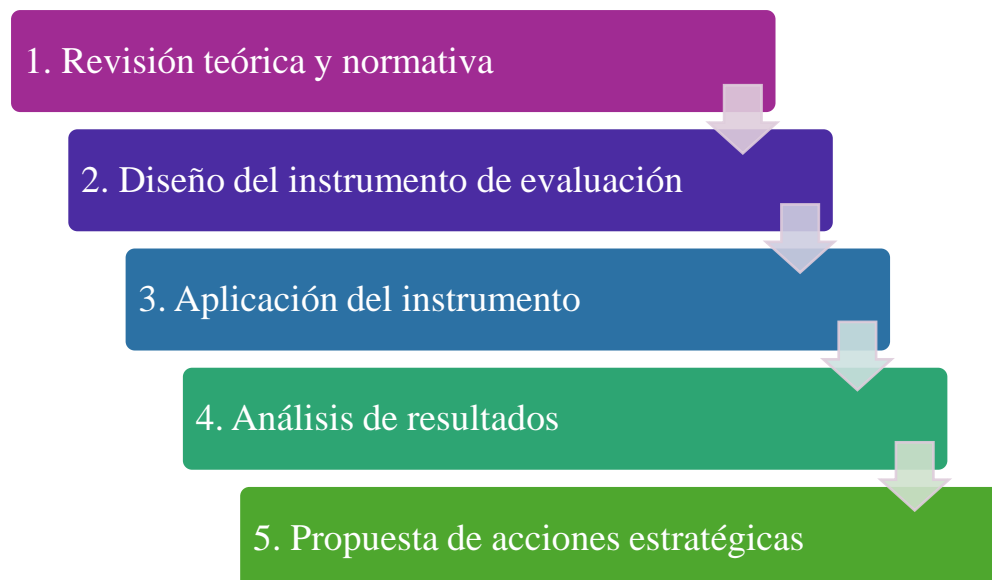 1. Revisión teórica y normativa
2. Diseño del instrumento de evaluación
3. Aplicación del instrumento
4. Análisis de resultados
5. Propuesta de acciones estratégicas